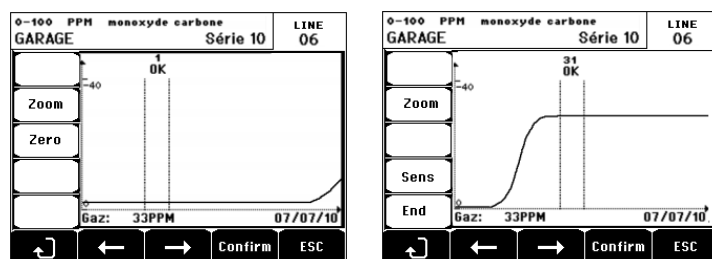 0-100 PPM monoxyde carbone
GARAGE Série 10
LINE
06
1
OK
40
Zoom
Zero
0
Gaz: 33PPM 07/07/10
Confirm ESC
0-100 PPM monoxyde carbone
GARAGE Série 10
LINE
06
31
OK
40
Zoom
Sens
End
0
Gaz: 33PPM 07/07/10
Confirm ESC